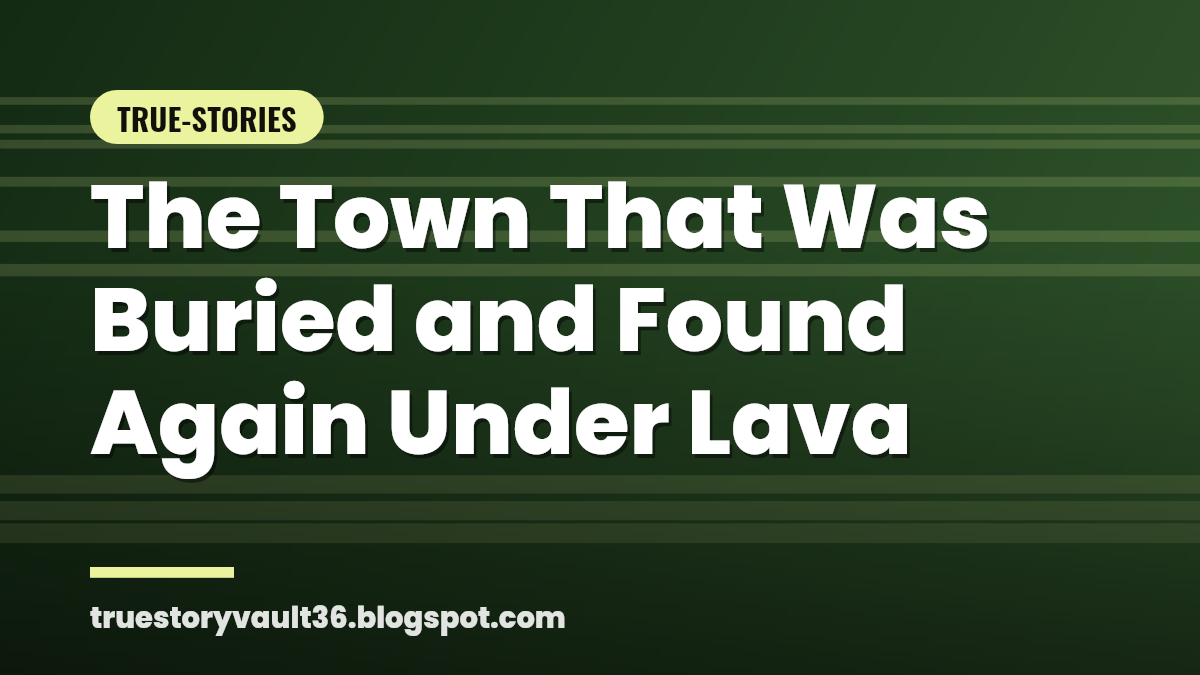 TRUE-STORIES
The Town That Was
Buried and Found
Again Under Lava
truestoryvault36.blogspot.com